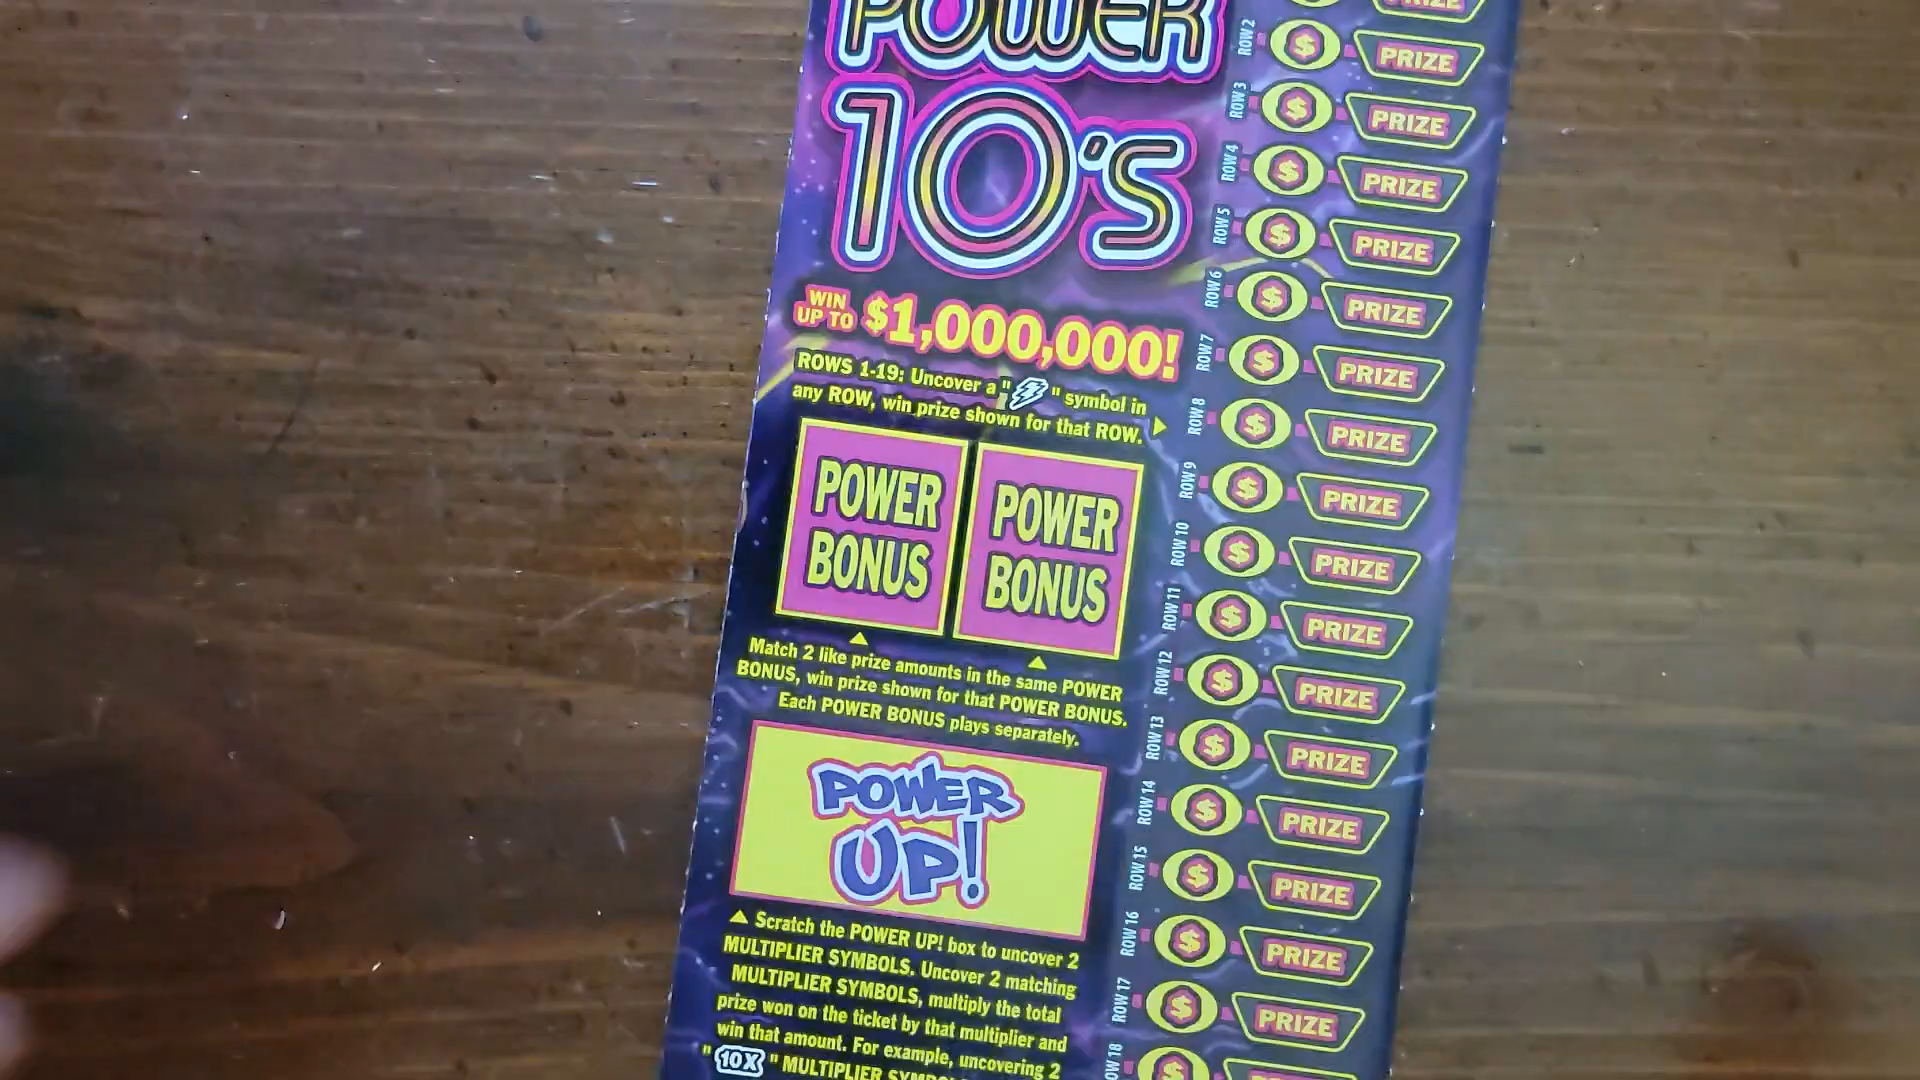 POWER
10's
WIN
UP TO $1,000,000!
ROWS 1-19: Uncover a " " symbol in
any ROW, win prize shown for that ROW.
POWER
BONUS
POWER
BONUS
Match 2 like prize amounts in the same POWER
BONUS, win prize shown for that POWER BONUS.
Each POWER BONUS plays separately.
POWER
UP!
Scratch the POWER UP! box to uncover 2
MULTIPLIER SYMBOLS. Uncover 2 matching
MULTIPLIER SYMBOLS, multiply the total
prize won on the ticket by that multiplier and
win that amount. For example, uncovering 2
"10X" MULTIPLIER
PRIZE
ROW 2 $ PRIZE
ROW 3 $ PRIZE
ROW 4 $ PRIZE
ROW 5 $ PRIZE
ROW 6 $ PRIZE
ROW 7 $ PRIZE
ROW 8 $ PRIZE
ROW 9 $ PRIZE
ROW 10 $ PRIZE
ROW 11 $ PRIZE
ROW 12 $ PRIZE
ROW 13 $ PRIZE
ROW 14 $ PRIZE
ROW 15 $ PRIZE
ROW 16 $ PRIZE
ROW 17 $ PRIZE
ROW 18 $